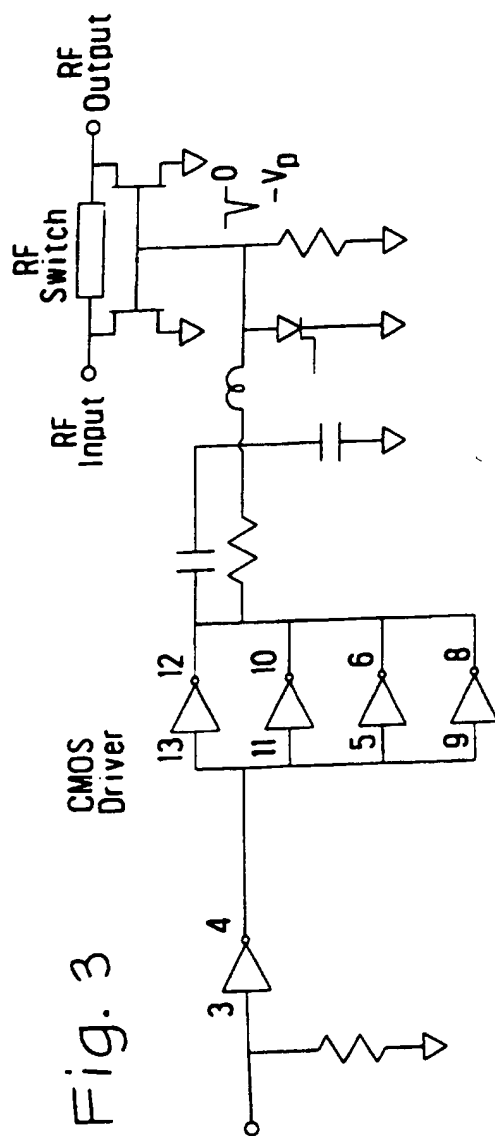 Fig. 3
3
4
CMOS
Driver
13
12
11
10
5
6
9
8
RF
Input
RF
Switch
RF
Output
0
-Vp